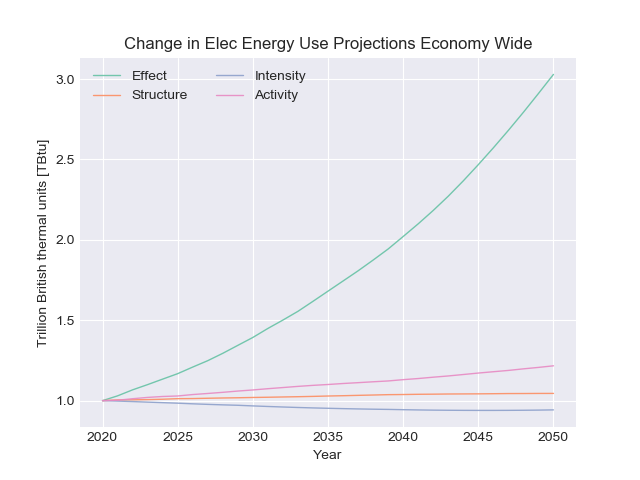 Change in Elec Energy Use Projections Economy Wide
Effect
Structure
Intensity
Activity
3.0
2.5
2.0
1.5
1.0
Trillion British thermal units [TBtu]
2020 2025 2030 2035 2040 2045 2050
Year